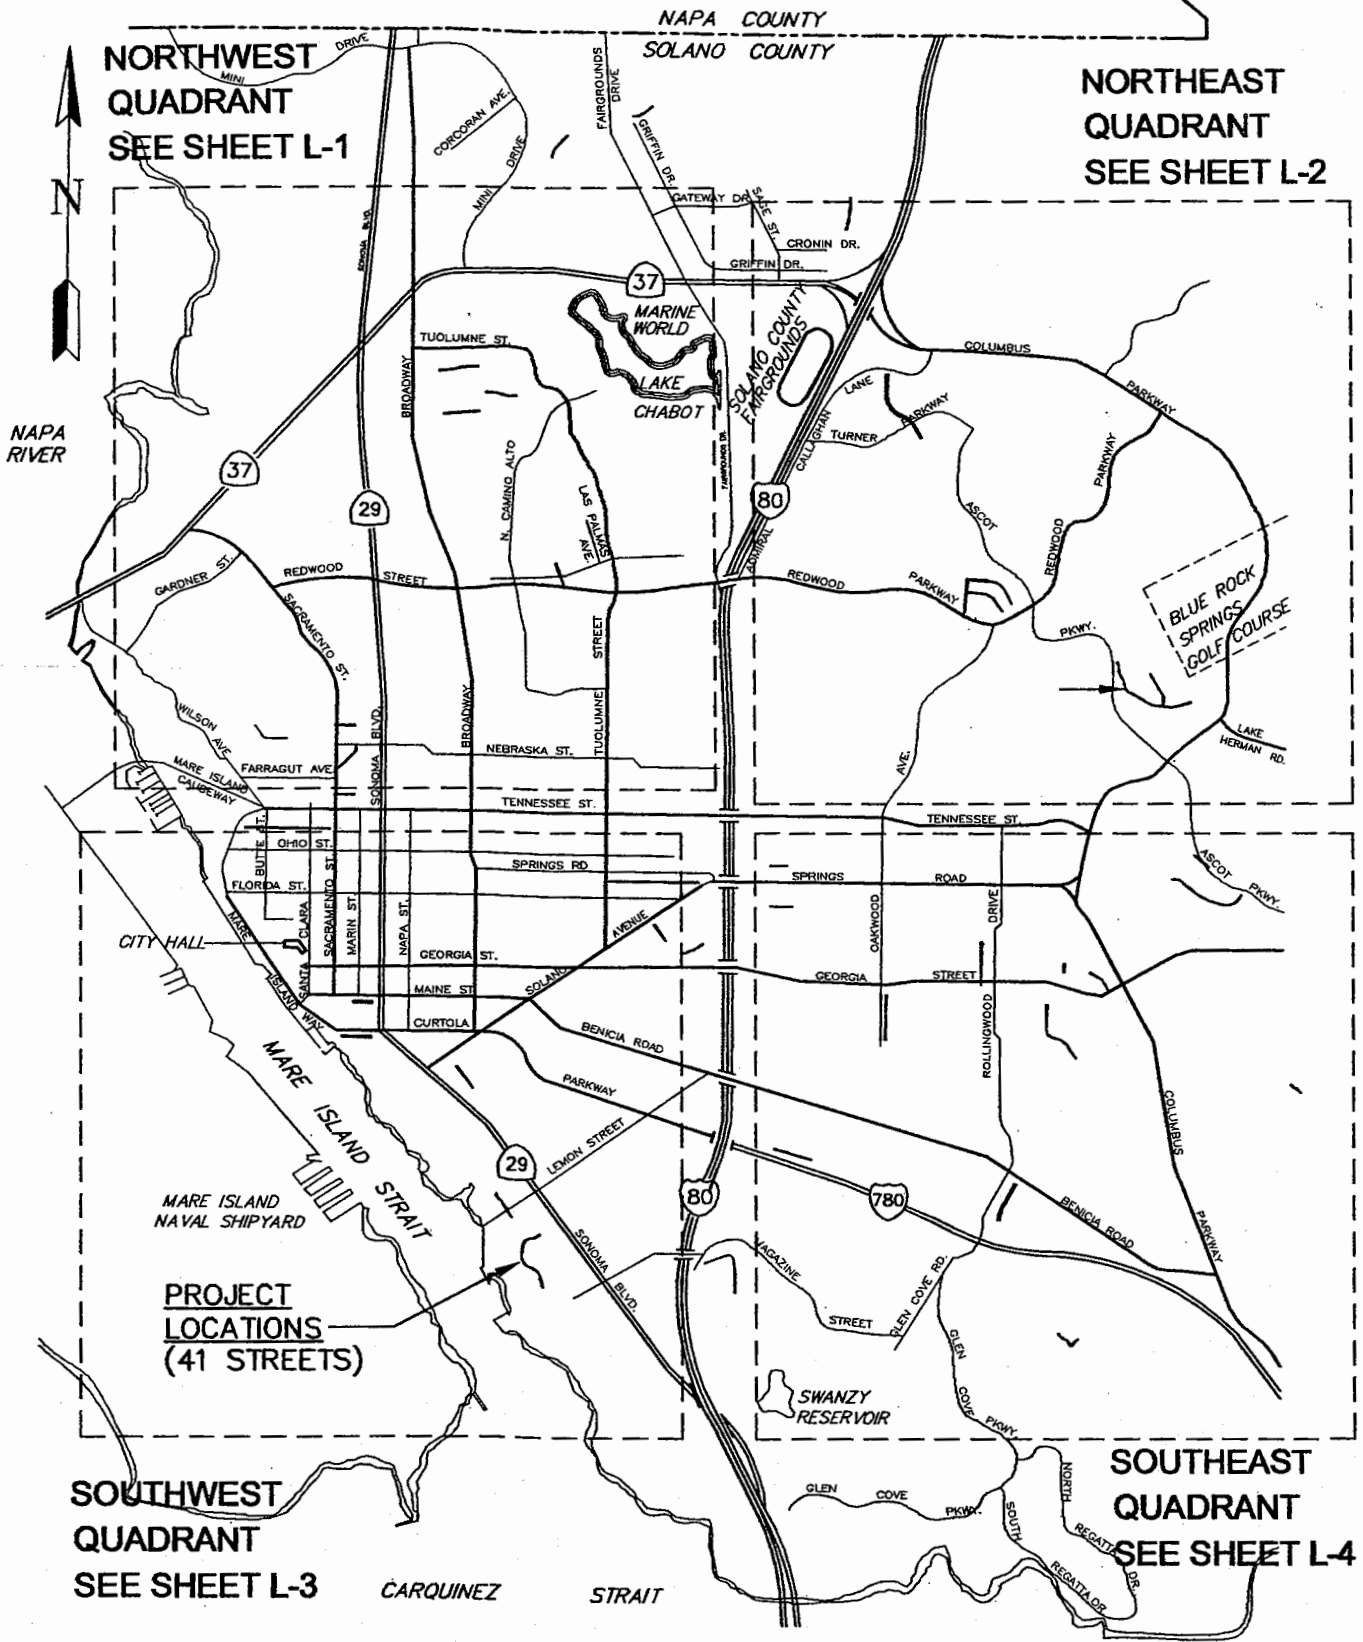 NAPA COUNTY
SOLANO COUNTY
NORTHWEST
QUADRANT
SEE SHEET L-1
NORTHEAST
QUADRANT
SEE SHEET L-2
N
MINI
DRIVE
CORCORAN AVE.
MINI
DRIVE
FAIRGROUNDS
DRIVE
GRIFFIN DR.
GATEWAY DR.
SAGE ST.
CRONIN DR.
GRIFFIN DR.
SONOMA BLVD.
37
MARINE
WORLD
LAKE
CHABOT
SOLANO COUNTY
FAIRGROUNDS
TUOLUMNE ST.
BROADWAY
COLUMBUS
PARKWAY
LANE
CALLAGHAN
TURNER
PARKWAY
PARKWAY
REDWOOD
ASCOT
NAPA
RIVER
37
29
80
N. CAMINO ALTO
LAS PALMAS
AVE.
FAIRGROUNDS DR.
ADMIRAL
GARDNER ST.
REDWOOD
STREET
REDWOOD
PARKWAY
SACRAMENTO ST.
BLUE ROCK
SPRINGS
GOLF COURSE
PKWY.
STREET
TUOLUMNE
WILSON AVE.
BROADWAY
SONOMA BLVD.
NEBRASKA ST.
AVE.
LAKE
HERMAN RD.
MARE ISLAND
CAUSEWAY
FARRAGUT AVE.
TENNESSEE ST.
TENNESSEE ST.
BUTTE ST.
OHIO ST.
SPRINGS RD
SPRINGS
ROAD
ASCOT
PKWY.
FLORIDA ST.
MARE
ISLAND WAY
CITY HALL
SANTA
CLARA
SACRAMENTO ST.
MARIN ST.
NAPA ST.
GEORGIA ST.
SOLANO
AVENUE
OAKWOOD
DRIVE
ROLLINGWOOD
GEORGIA
STREET
MAINE ST.
CURTOLA
PARKWAY
BENICIA ROAD
MARE ISLAND STRAIT
LEMON STREET
29
80
780
COLUMBUS
PARKWAY
BENICIA ROAD
MARE ISLAND
NAVAL SHIPYARD
SONOMA
BLVD.
MAGAZINE
STREET
GLEN COVE RD.
PROJECT
LOCATIONS
(41 STREETS)
GLEN
COVE
PKWY.
SWANZY
RESERVOIR
SOUTHWEST
QUADRANT
SEE SHEET L-3
SOUTHEAST
QUADRANT
SEE SHEET L-4
GLEN
COVE
PKWY.
NORTH
REGATTA
DR.
SOUTH
REGATTA DR
CARQUINEZ
STRAIT